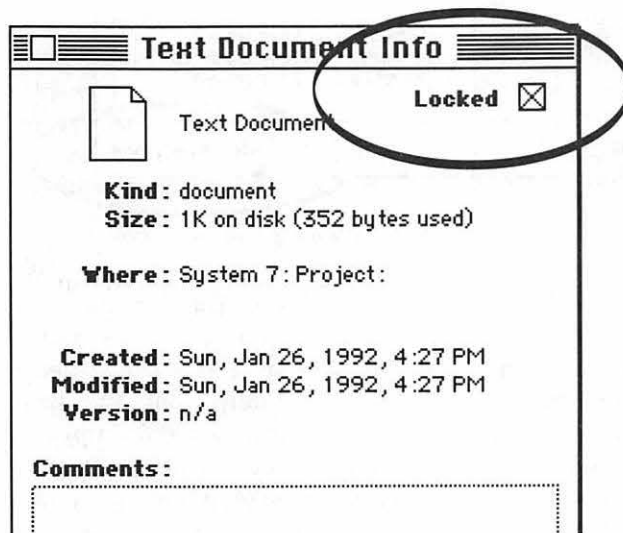 Text Document Info
Locked
Text Document
Kind: document
Size: 1K on disk (352 bytes used)
Where: System 7: Project:
Created: Sun, Jan 26, 1992, 4:27 PM
Modified: Sun, Jan 26, 1992, 4:27 PM
Version: n/a
Comments: